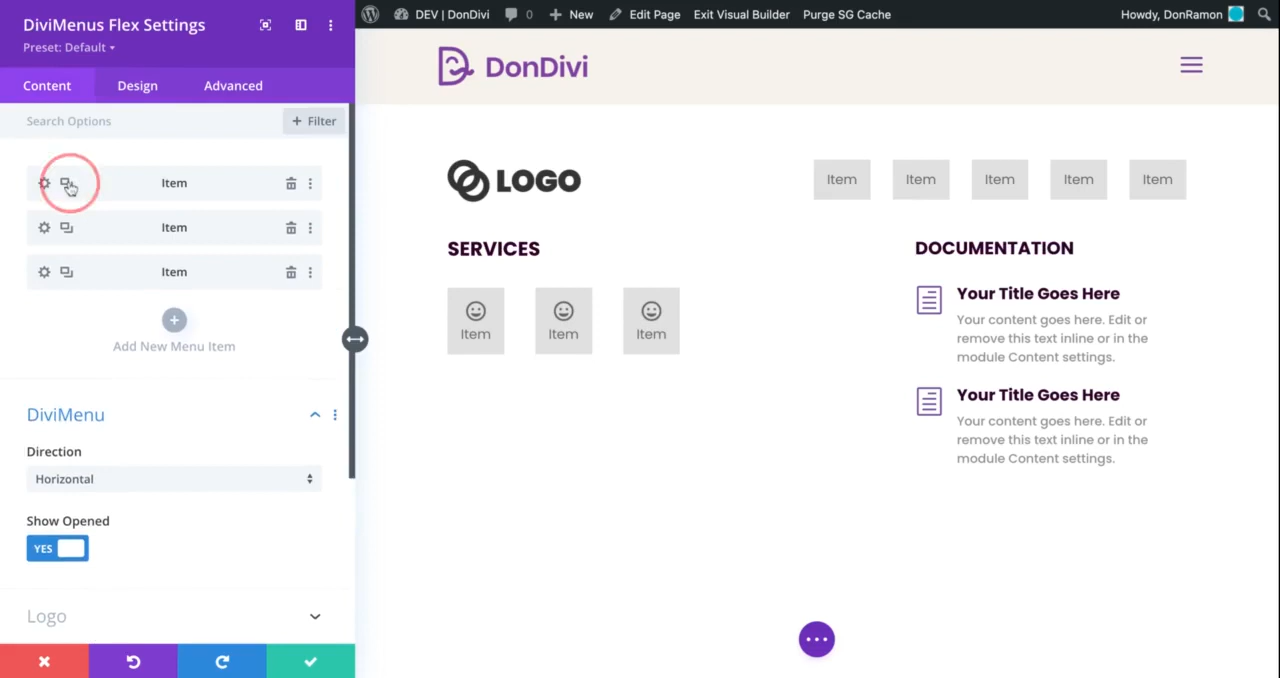 DiviMenus Flex Settings
Preset: Default
Content Design Advanced
Search Options
+ Filter
Item
Item
Item
Add New Menu Item
DiviMenu
Direction
Horizontal
Show Opened
YES
Logo
DEV | DonDivi 0 New Edit Page Exit Visual Builder Purge SG Cache Howdy, DonRamon
DonDivi
LOGO
Item Item Item Item Item
SERVICES
Item Item Item
DOCUMENTATION
Your Title Goes Here
Your content goes here. Edit or
remove this text inline or in the
module Content settings.
Your Title Goes Here
Your content goes here. Edit or
remove this text inline or in the
module Content settings.